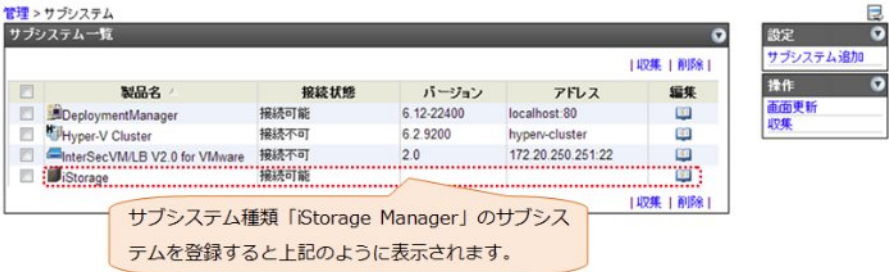 管理 > サブシステム
サブシステム一覧
| 収集 | 削除 |
製品名 接続状態 バージョン アドレス 編集
DeploymentManager 接続可能 6.12-22400 localhost:80
Hyper-V Cluster 接続不可 6.2.9200 hyperv-cluster
InterSecVM/LB V2.0 for VMware 接続不可 2.0 172.20.250.251:22
iStorage 接続可能
| 収集 | 削除 |
サブシステム種類「iStorage Manager」のサブシス
テムを登録すると上記のように表示されます。
設定
サブシステム追加
操作
画面更新
収集